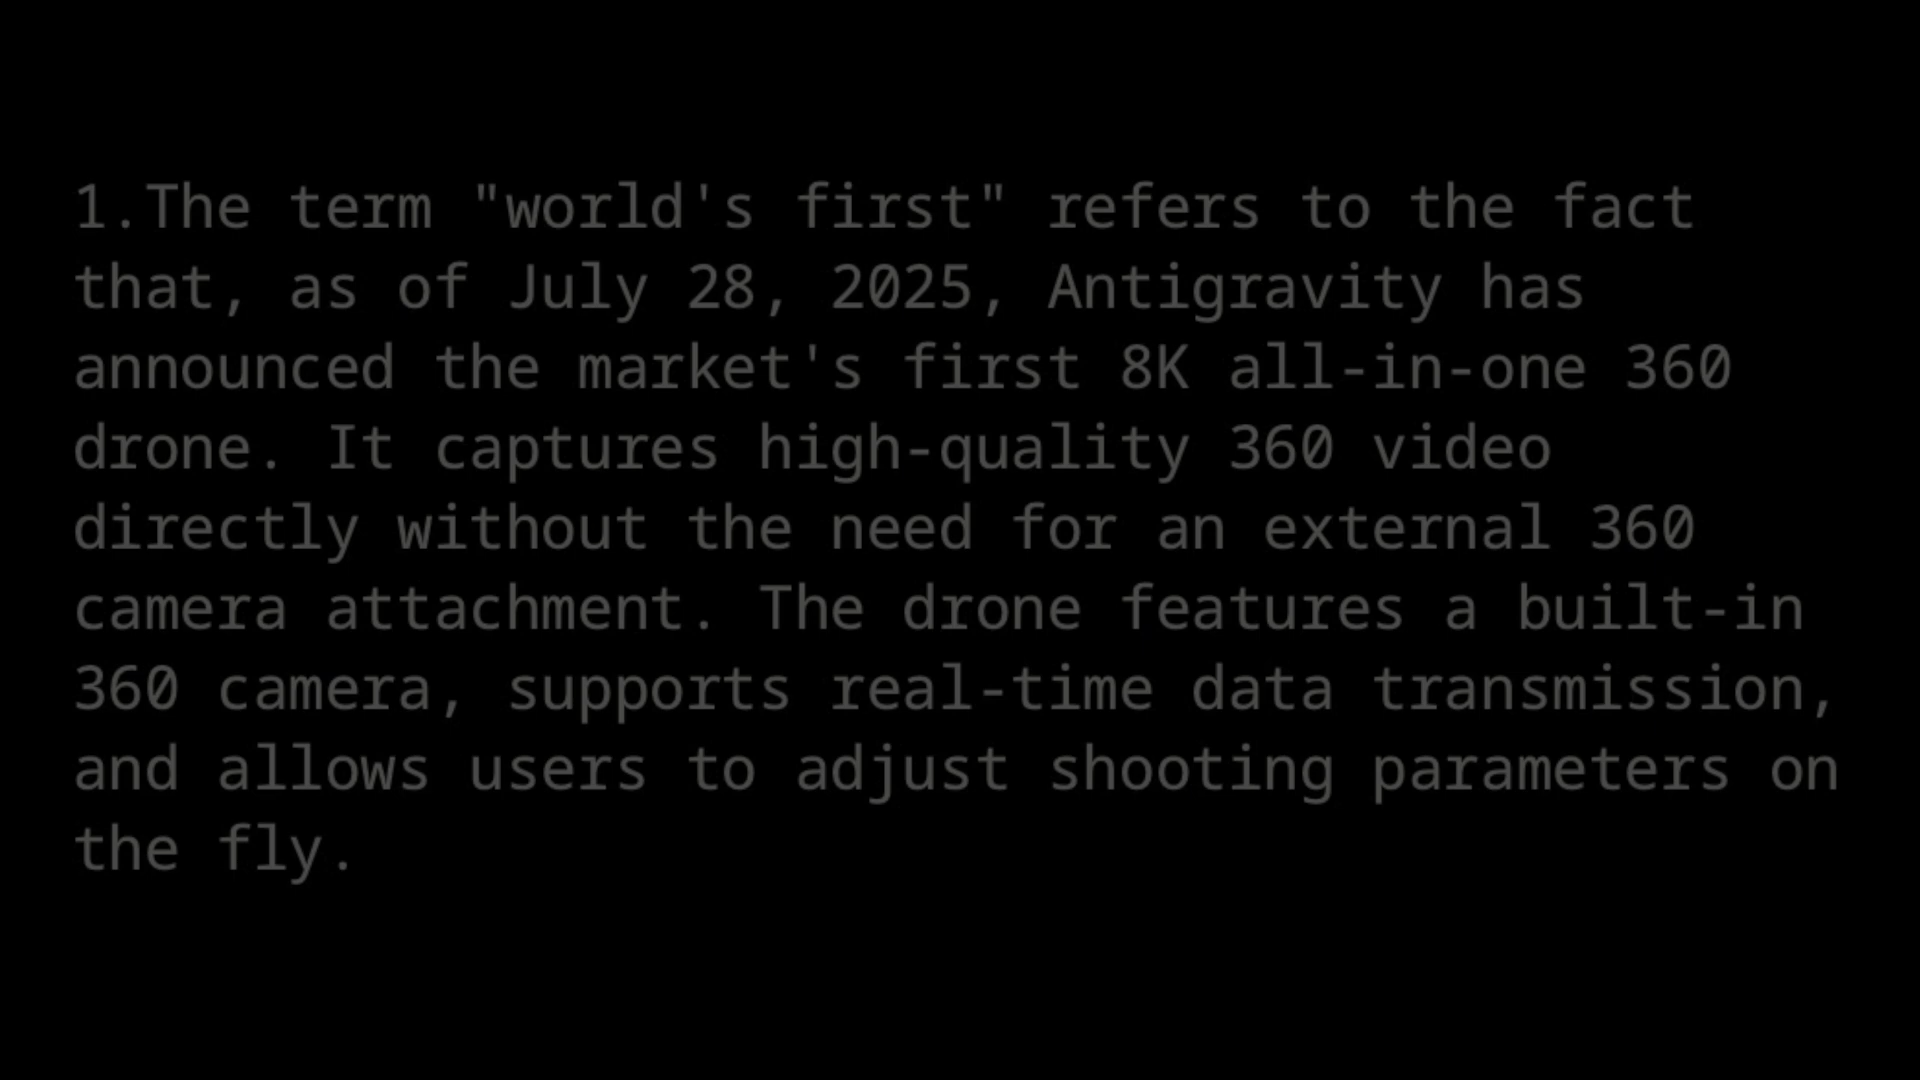 1.The term "world's first" refers to the fact
that, as of July 28, 2025, Antigravity has
announced the market's first 8K all-in-one 360
drone. It captures high-quality 360 video
directly without the need for an external 360
camera attachment. The drone features a built-in
360 camera, supports real-time data transmission,
and allows users to adjust shooting parameters on
the fly.